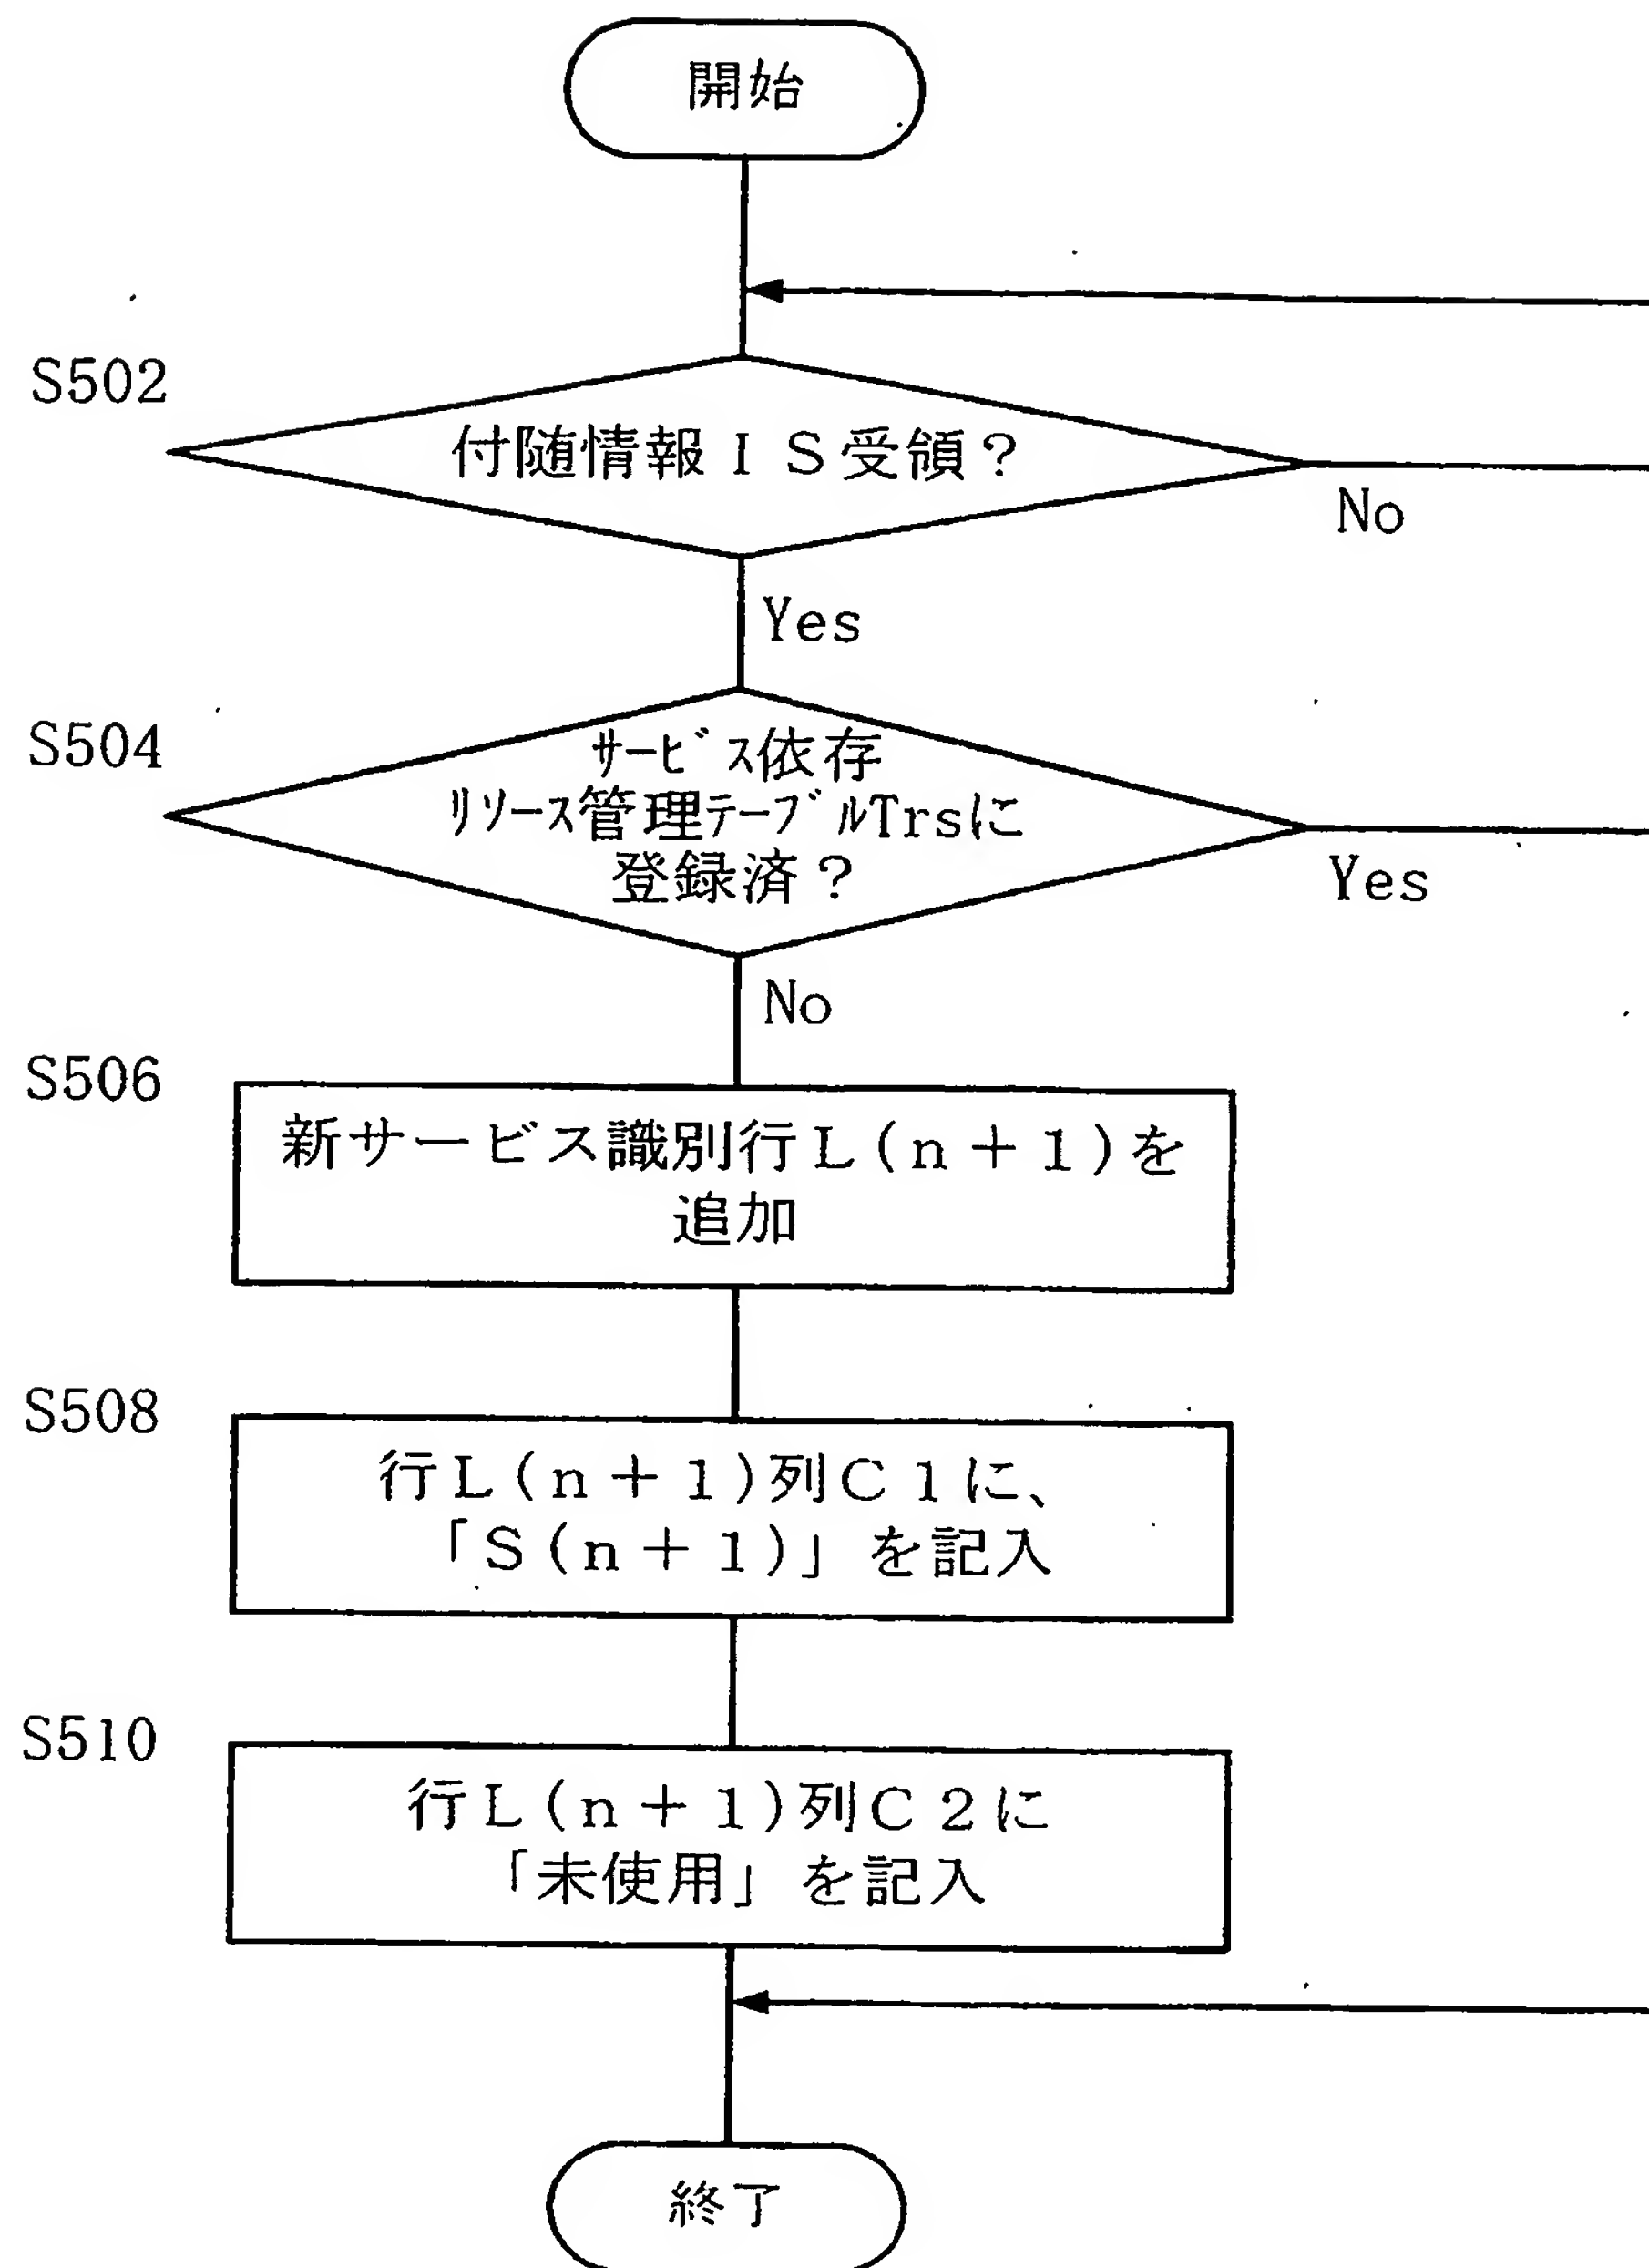 開始
S502
付随情報ＩＳ受領？
No
Yes
S504
ｻｰﾋﾞｽ依存
ﾘｿｰｽ管理ﾃｰﾌﾞﾙTrsに
登録済？
Yes
No
S506
新サービス識別行Ｌ(ｎ＋１)を
追加
S508
行Ｌ(ｎ＋１)列Ｃ１に、
「Ｓ(ｎ＋１)」を記入
S510
行Ｌ(ｎ＋１)列Ｃ２に
「未使用」を記入
終了